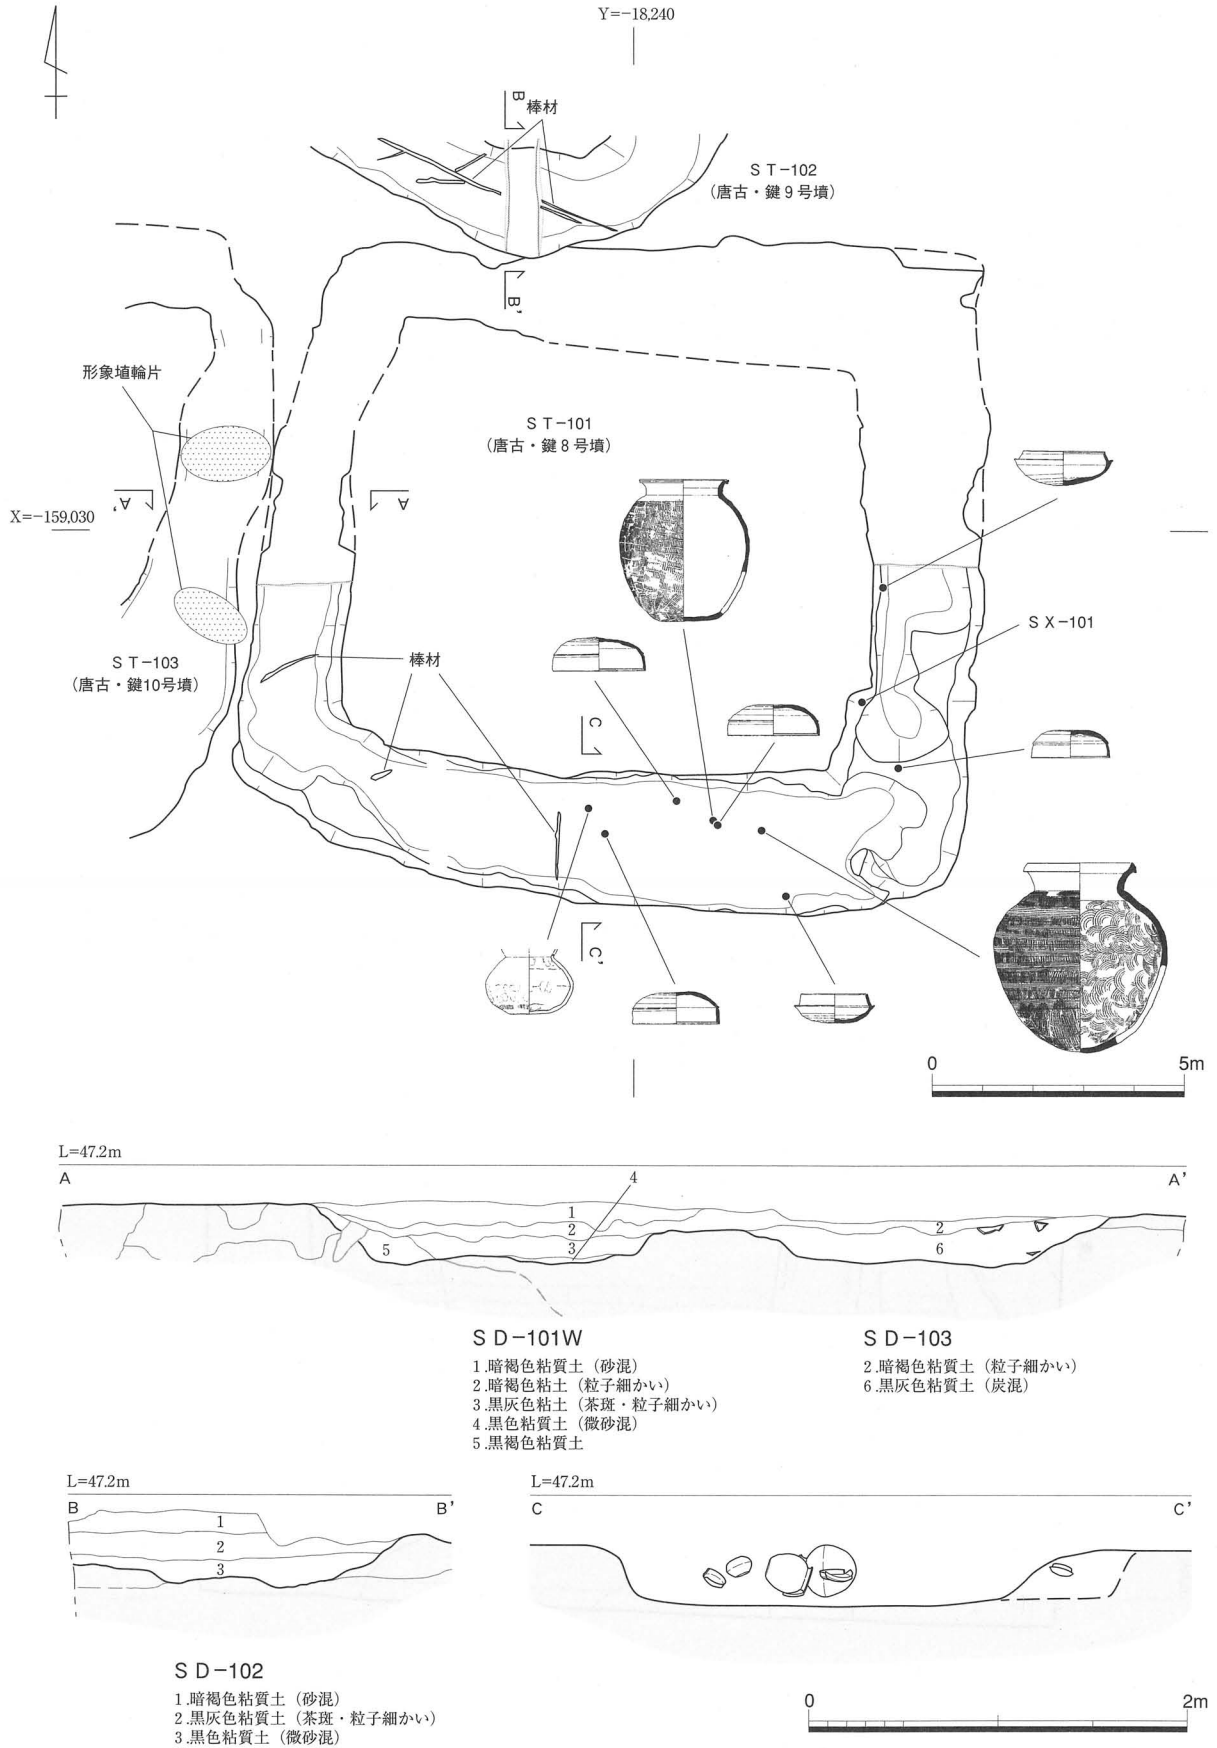 Y=−18,240
B
棒材
ST−102
(唐古・鍵9号墳)
B'
形象埴輪片
ST−101
(唐古・鍵8号墳)
A'
A
X=−159,030
SX−101
ST−103
(唐古・鍵10号墳)
棒材
C
C'
0
5m
L=47.2m
A
A'
4
1
2
3
5
2
6
SD−101W
1.暗褐色粘質土（砂混）
2.暗褐色粘土（粒子細かい）
3.黒灰色粘土（茶斑・粒子細かい）
4.黒色粘質土（微砂混）
5.黒褐色粘質土
SD−103
2.暗褐色粘質土（粒子細かい）
6.黒灰色粘質土（炭混）
L=47.2m
B
B'
1
2
3
L=47.2m
C
C'
SD−102
1.暗褐色粘質土（砂混）
2.黒灰色粘質土（茶斑・粒子細かい）
3.黒色粘質土（微砂混）
0
2m